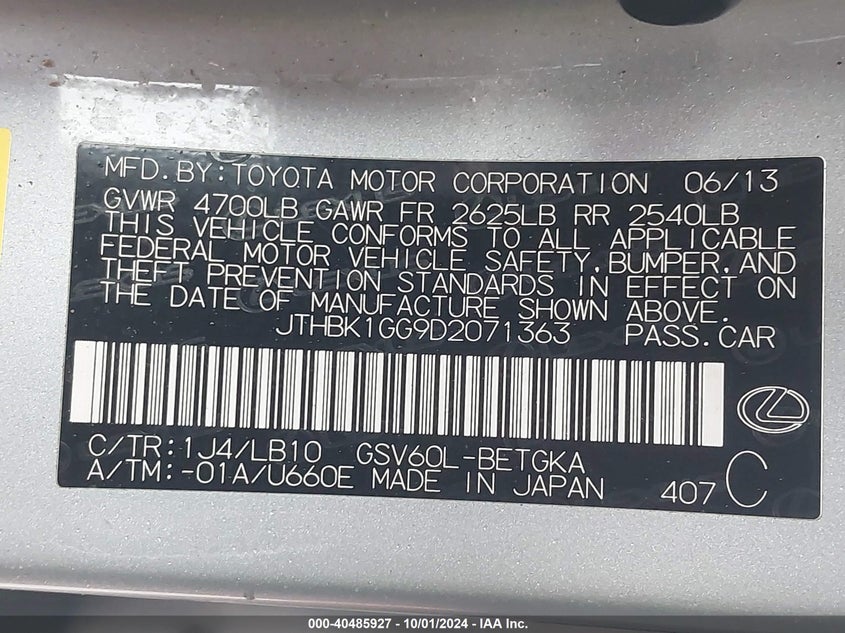 MFD. BY: TOYOTA MOTOR CORPORATION 06/13
GVWR 4700LB GAWR FR 2625LB RR 2540LB
THIS VEHICLE CONFORMS TO ALL APPLICABLE
FEDERAL MOTOR VEHICLE SAFETY, BUMPER, AND
THEFT PREVENTION STANDARDS IN EFFECT ON
THE DATE OF MANUFACTURE SHOWN ABOVE.
JTHBK1GG9D2071363 PASS. CAR
C/TR: 1J4/LB10 GSV60L-BETGKA
A/TM: -01A/U660E MADE IN JAPAN 407 C
000-40485927 - 10/01/2024 - IAA Inc.